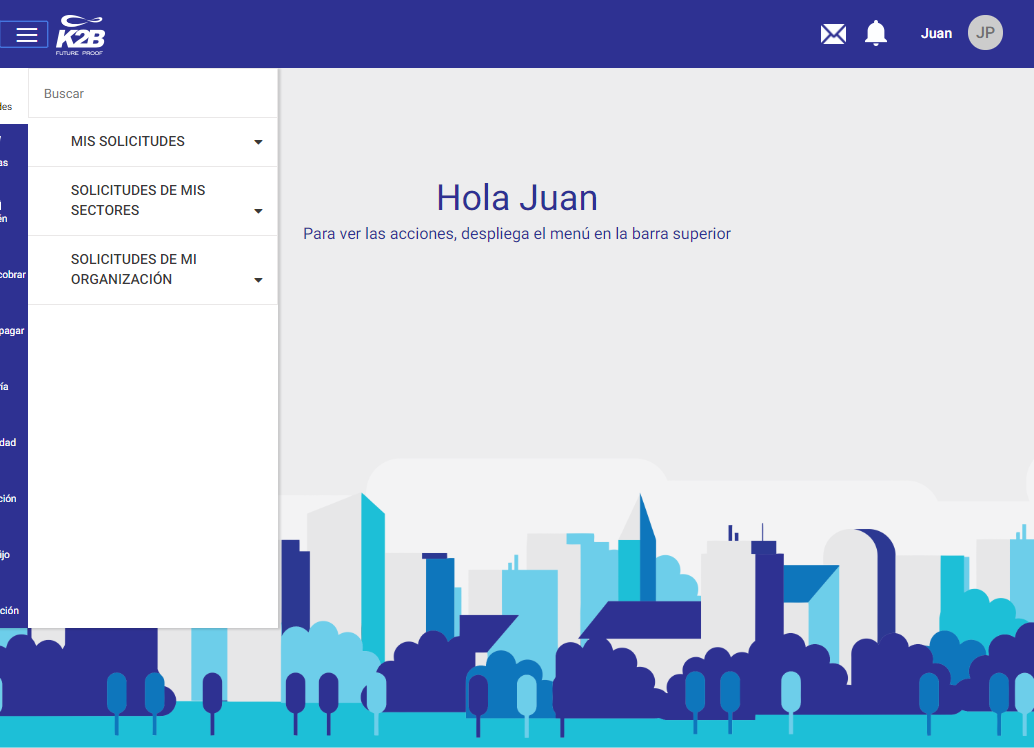 K2B
FUTURE PROOF
Juan
JP
Buscar
MIS SOLICITUDES
SOLICITUDES DE MIS
SECTORES
SOLICITUDES DE MI
ORGANIZACIÓN
des
as
én
cobrar
pagar
ría
dad
ción
ijo
ción
Hola Juan
Para ver las acciones, despliega el menú en la barra superior